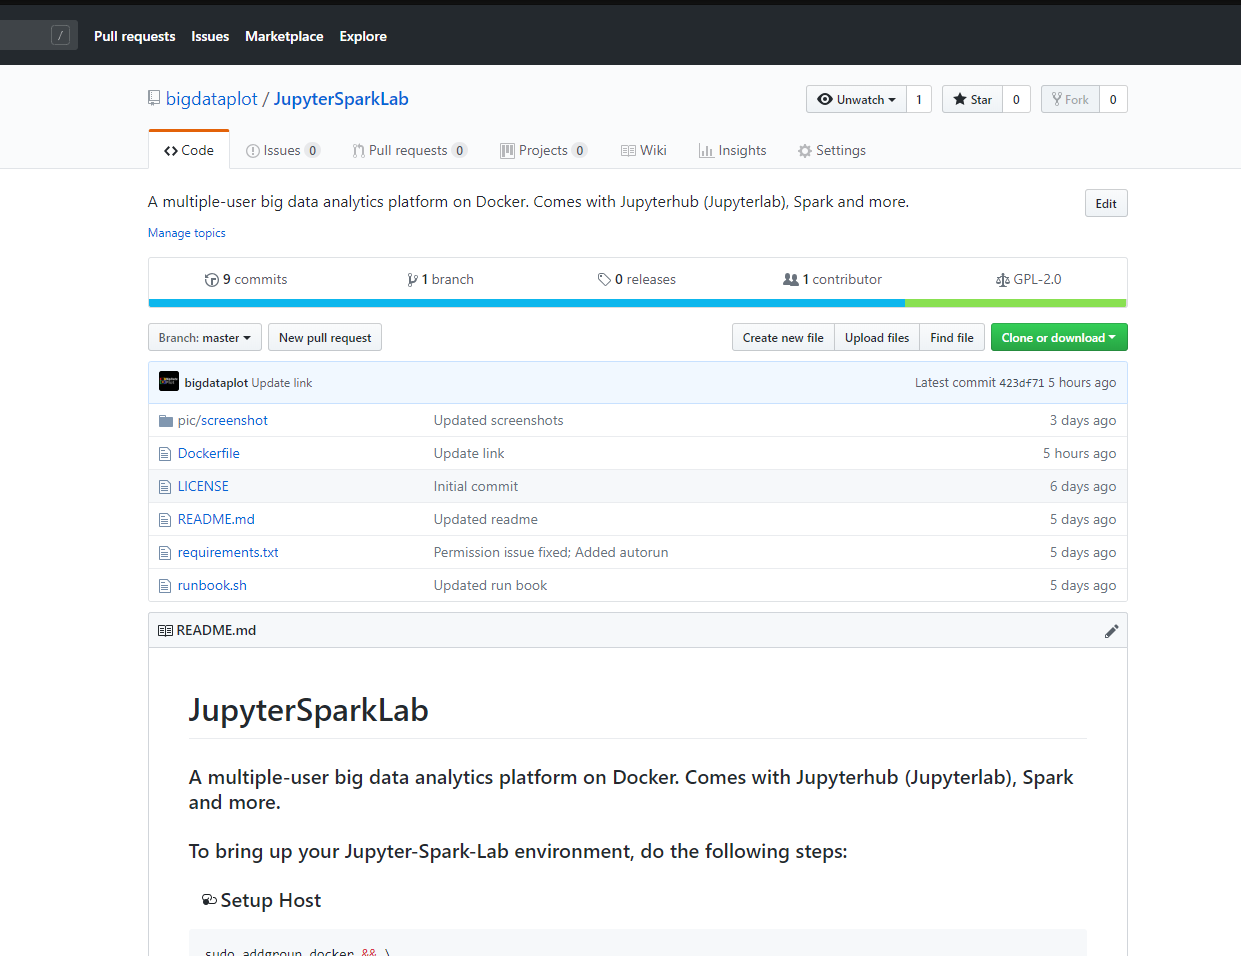 / Pull requests Issues Marketplace Explore
bigdataplot / JupyterSparkLab Unwatch 1 Star 0 Fork 0
Code Issues 0 Pull requests 0 Projects 0 Wiki Insights Settings
A multiple-user big data analytics platform on Docker. Comes with Jupyterhub (Jupyterlab), Spark and more. Edit
Manage topics
9 commits 1 branch 0 releases 1 contributor GPL-2.0
Branch: master New pull request Create new file Upload files Find file Clone or download
bigdataplot Update link Latest commit 423df71 5 hours ago
pic/screenshot Updated screenshots 3 days ago
Dockerfile Update link 5 hours ago
LICENSE Initial commit 6 days ago
README.md Updated readme 5 days ago
requirements.txt Permission issue fixed; Added autorun 5 days ago
runbook.sh Updated run book 5 days ago
README.md
JupyterSparkLab
A multiple-user big data analytics platform on Docker. Comes with Jupyterhub (Jupyterlab), Spark
and more.
To bring up your Jupyter-Spark-Lab environment, do the following steps:
Setup Host
sudo addgroup docker && \